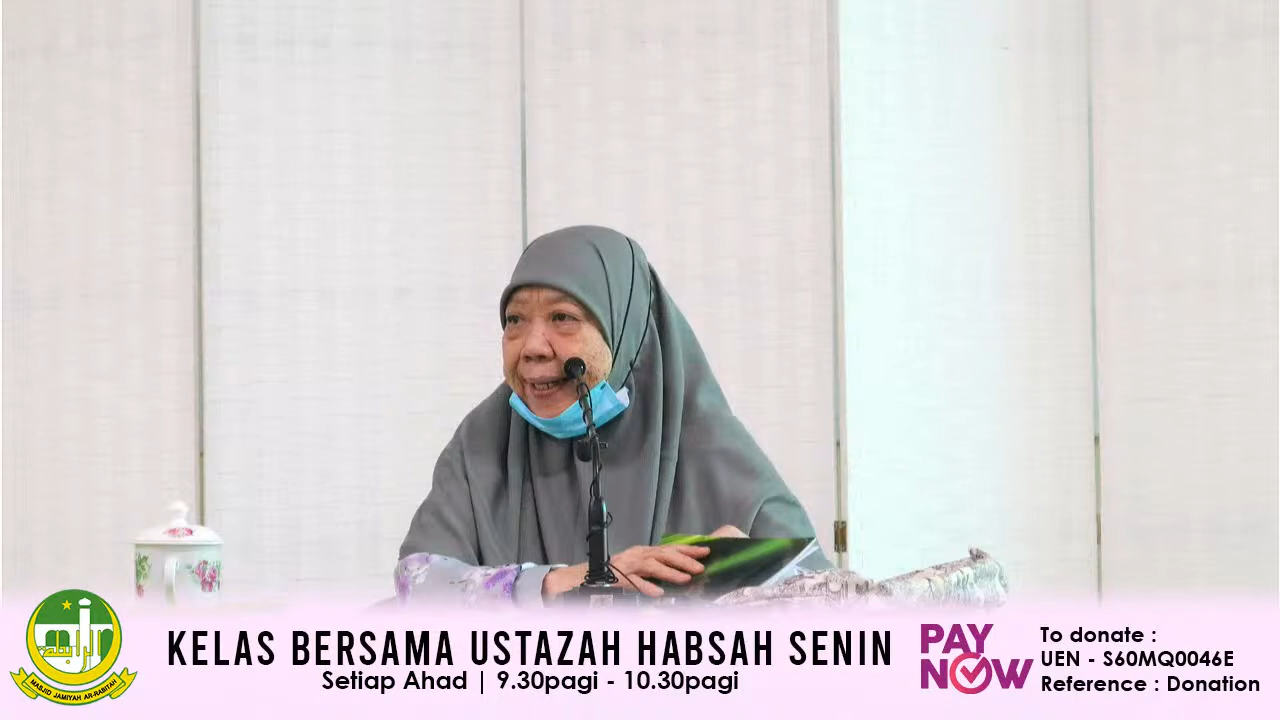 KELAS BERSAMA USTAZAH HABSAH SENIN
Setiap Ahad | 9.30pagi - 10.30pagi
PAY
NOW
To donate :
UEN - S60MQ0046E
Reference : Donation
MASJID JAMIYAH AR-RABITAH